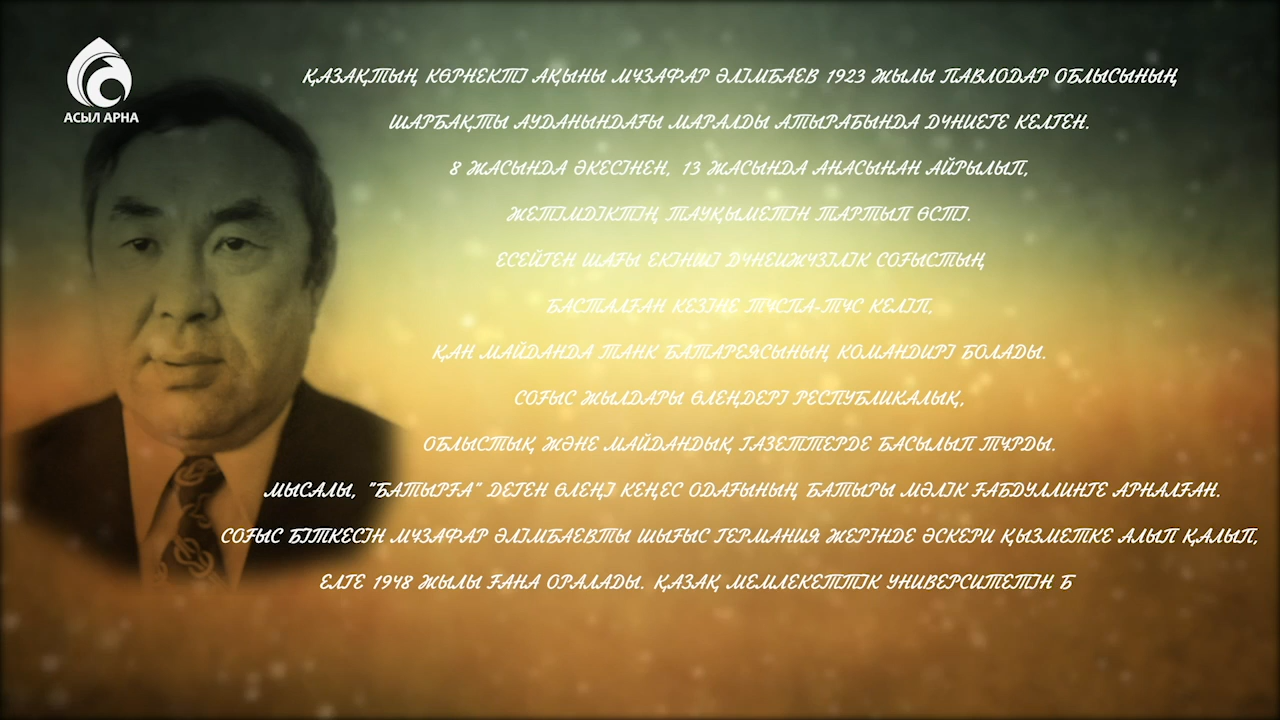 АСЫЛ АРНА
ҚАЗАҚТЫҢ КӨРНЕКТІ АҚЫНЫ МҰЗАФАР ӘЛІМБАЕВ 1923 ЖЫЛЫ ПАВЛОДАР ОБЛЫСЫНЫҢ
ШАРБАҚТЫ АУДАНЫНДАҒЫ МАРАЛДЫ АТЫРАБЫНДА ДҮНИЕГЕ КЕЛГЕН.
8 ЖАСЫНДА ӘКЕСІНЕН, 13 ЖАСЫНДА АНАСЫНАН АЙРЫЛЫП,
ЖЕТІМДІКТІҢ ТАУҚЫМЕТІН ТАРТЫП ӨСТІ.
ЕСЕЙГЕН ШАҒЫ ЕКІНШІ ДҮНЕИЖҮЗІЛІК СОҒЫСТЫҢ
БАСТАЛҒАН КЕЗІНЕ ТҰСПА-ТҰС КЕЛІП,
ҚАН МАЙДАНДА ТАНК БАТАРЕЯСЫНЫҢ КОМАНДИРІ БОЛАДЫ.
СОҒЫС ЖЫЛДАРЫ ӨЛЕҢДЕРІ РЕСПУБЛИКАЛЫҚ,
ОБЛЫСТЫҚ ЖӘНЕ МАЙДАНДЫҚ ГАЗЕТТЕРДЕ БАСЫЛЫП ТҰРДЫ.
МЫСАЛЫ, "БАТЫРҒА" ДЕГЕН ӨЛЕҢІ КЕҢЕС ОДАҒЫНЫҢ БАТЫРЫ МӘЛІК ҒАБДУЛЛИНГЕ АРНАЛҒАН.
СОҒЫС БІТКЕСІН МҰЗАФАР ӘЛІМБАЕВТЫ ШЫҒЫС ГЕРМАНИЯ ЖЕРІНДЕ ӘСКЕРИ ҚЫЗМЕТКЕ АЛЫП ҚАЛЫП,
ЕЛГЕ 1948 ЖЫЛЫ ҒАНА ОРАЛАДЫ. ҚАЗАҚ МЕМЛЕКЕТТІК УНИВЕРСИТЕТІН Б